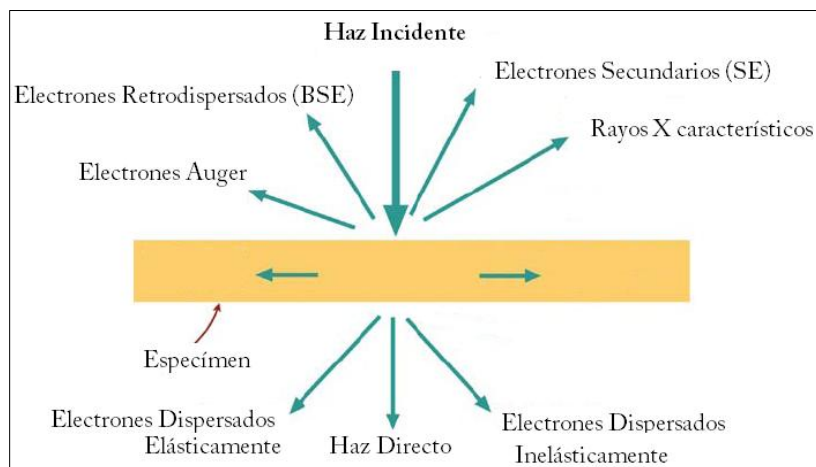 Haz Incidente
Electrones Secundarios (SE)
Electrones Retrodispersados (BSE)
Rayos X característicos
Electrones Auger
Espécimen
Electrones Dispersados
Elásticamente
Haz Directo
Electrones Dispersados
Inelásticamente